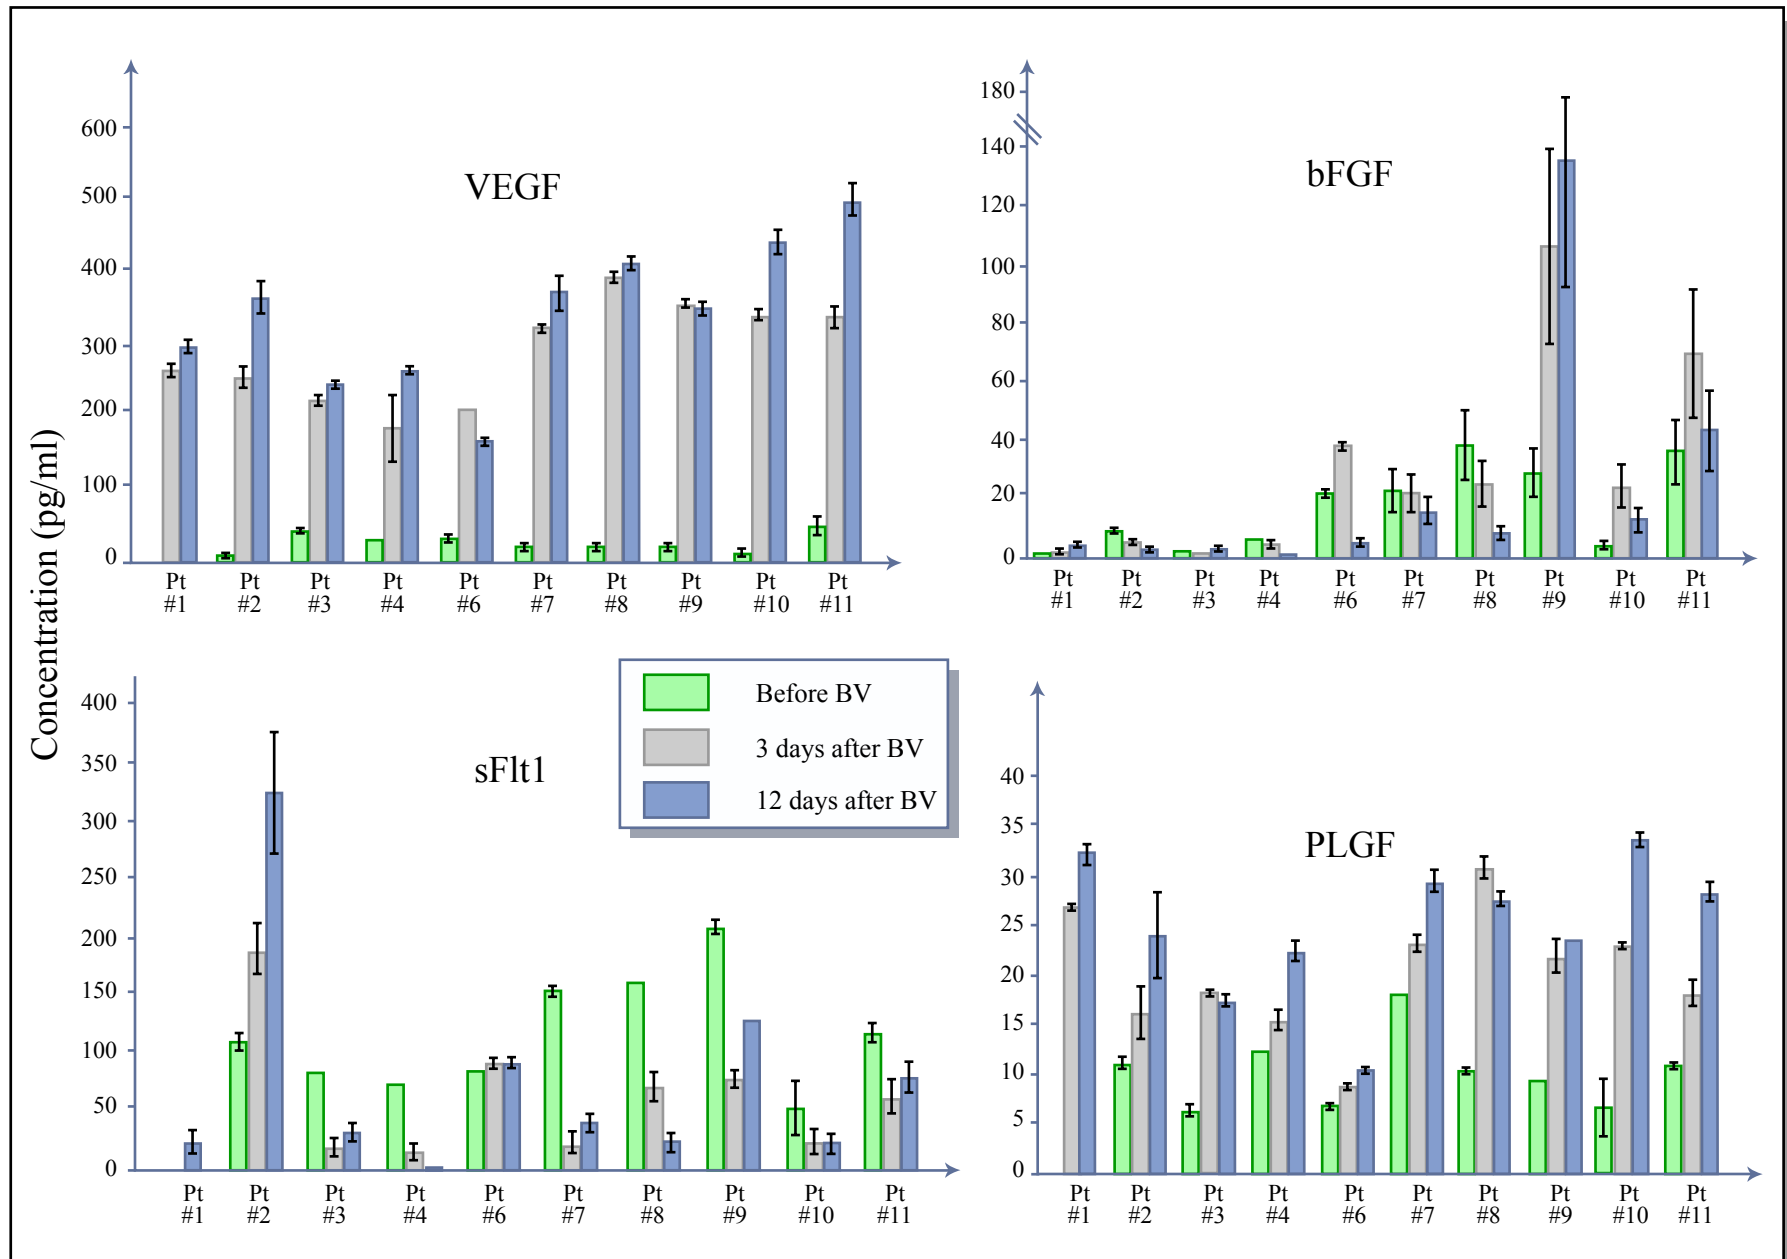 Concentration (pg/ml)
VEGF
600
500
400
300
200
100
0
Pt Pt Pt Pt Pt Pt Pt Pt Pt Pt
#1 #2 #3 #4 #6 #7 #8 #9 #10 #11
bFGF
180
140
120
100
80
60
40
20
0
Pt Pt Pt Pt Pt Pt Pt Pt Pt Pt
#1 #2 #3 #4 #6 #7 #8 #9 #10 #11
sFlt1
400
350
300
250
200
150
100
50
0
Pt Pt Pt Pt Pt Pt Pt Pt Pt Pt
#1 #2 #3 #4 #6 #7 #8 #9 #10 #11
Before BV
3 days after BV
12 days after BV
PLGF
40
35
30
25
20
15
10
5
0
Pt Pt Pt Pt Pt Pt Pt Pt Pt Pt
#1 #2 #3 #4 #6 #7 #8 #9 #10 #11